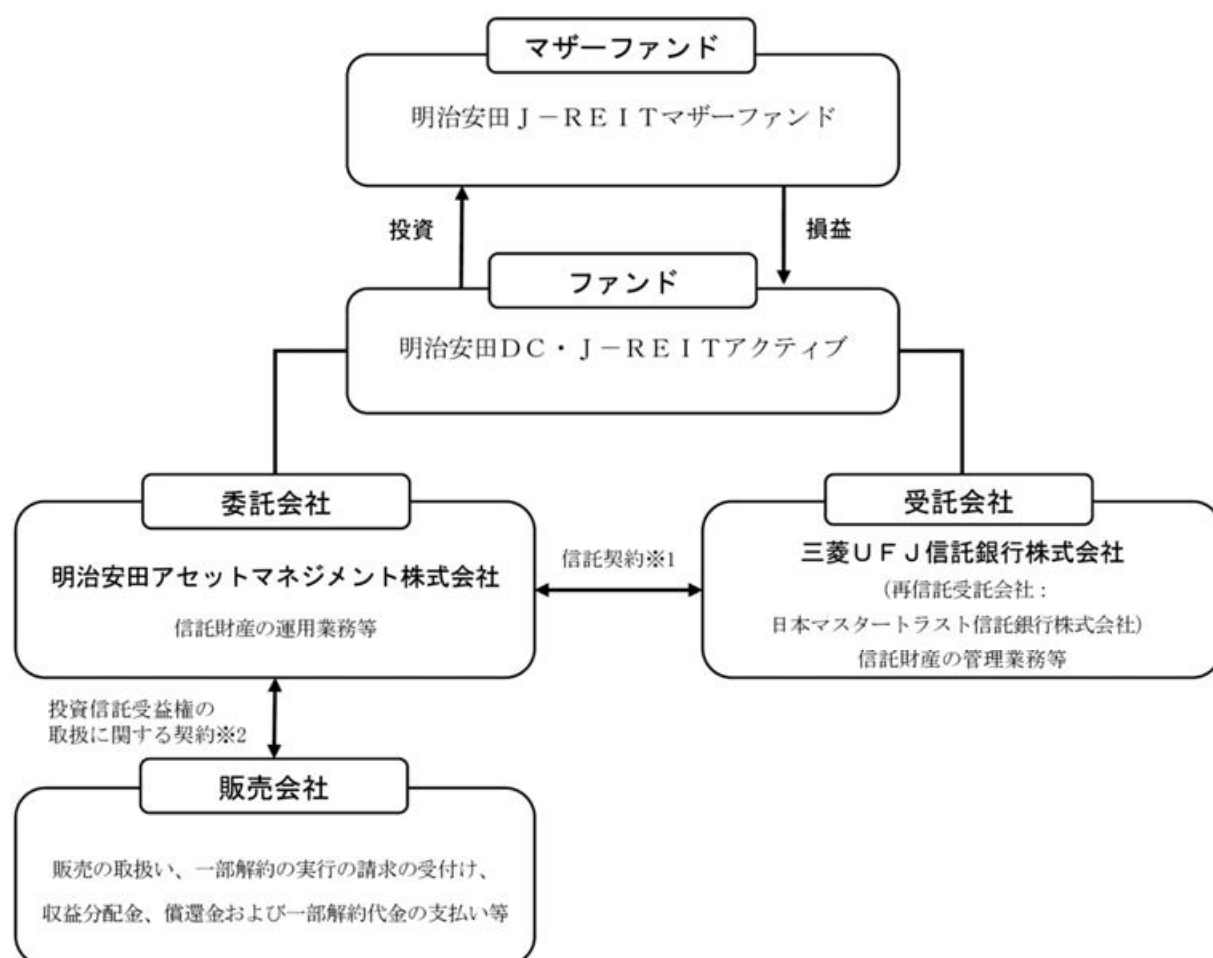 マザーファンド
明治安田J－REITマザーファンド
投資
損益
ファンド
明治安田DC・J－REITアクティブ
委託会社
明治安田アセットマネジメント株式会社
信託財産の運用業務等
信託契約※1
受託会社
三菱UFJ信託銀行株式会社
(再信託受託会社：
日本マスタートラスト信託銀行株式会社)
信託財産の管理業務等
投資信託受益権の
取扱に関する契約※2
販売会社
販売の取扱い、一部解約の実行の請求の受付け、
収益分配金、償還金および一部解約代金の支払い等